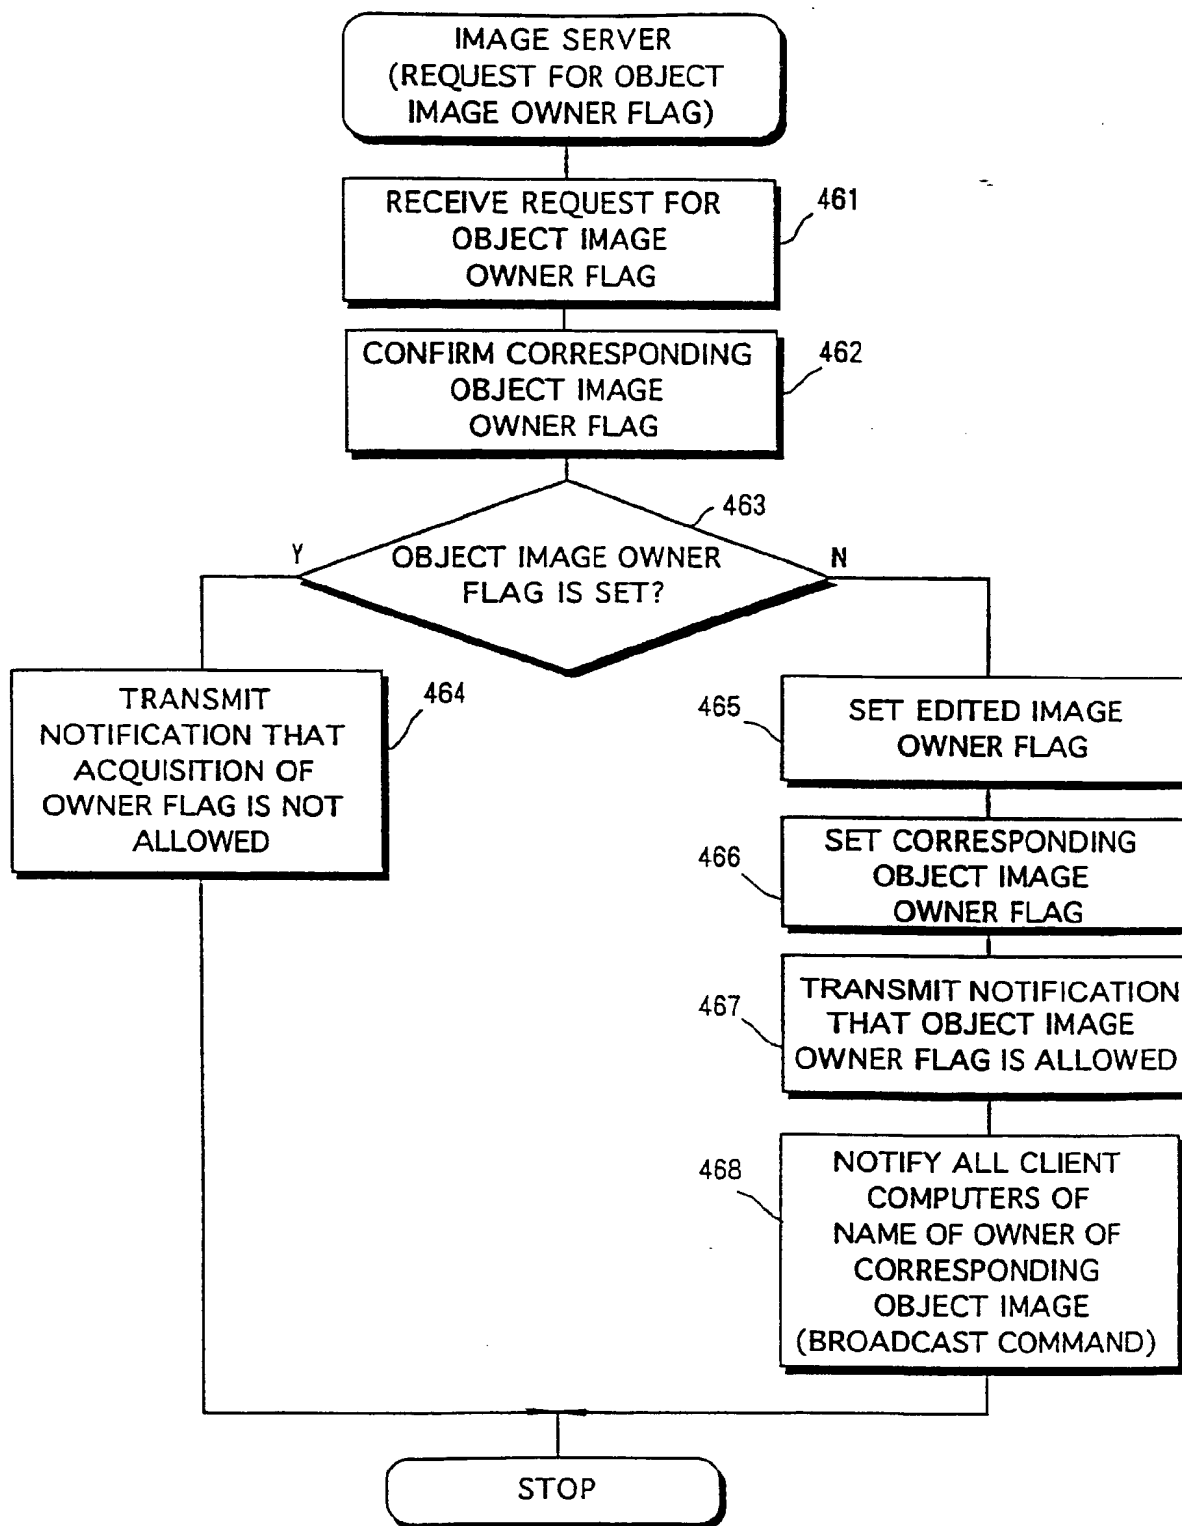 IMAGE SERVER
(REQUEST FOR OBJECT
IMAGE OWNER FLAG)
RECEIVE REQUEST FOR
OBJECT IMAGE
OWNER FLAG
461
CONFIRM CORRESPONDING
OBJECT IMAGE
OWNER FLAG
462
463
Y
OBJECT IMAGE OWNER
FLAG IS SET?
N
TRANSMIT
NOTIFICATION THAT
ACQUISITION OF
OWNER FLAG IS NOT
ALLOWED
464
465
SET EDITED IMAGE
OWNER FLAG
466
SET CORRESPONDING
OBJECT IMAGE
OWNER FLAG
467
TRANSMIT NOTIFICATION
THAT OBJECT IMAGE
OWNER FLAG IS ALLOWED
468
NOTIFY ALL CLIENT
COMPUTERS OF
NAME OF OWNER OF
CORRESPONDING
OBJECT IMAGE
(BROADCAST COMMAND)
STOP